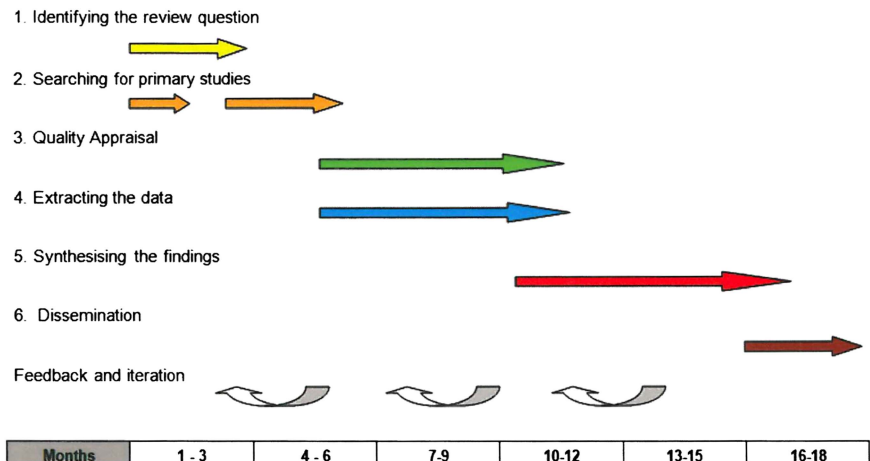 1. Identifying the review question
2. Searching for primary studies
3. Quality Appraisal
4. Extracting the data
5. Synthesising the findings
6. Dissemination
Feedback and iteration
Months 1 - 3 4 - 6 7-9 10-12 13-15 16-18